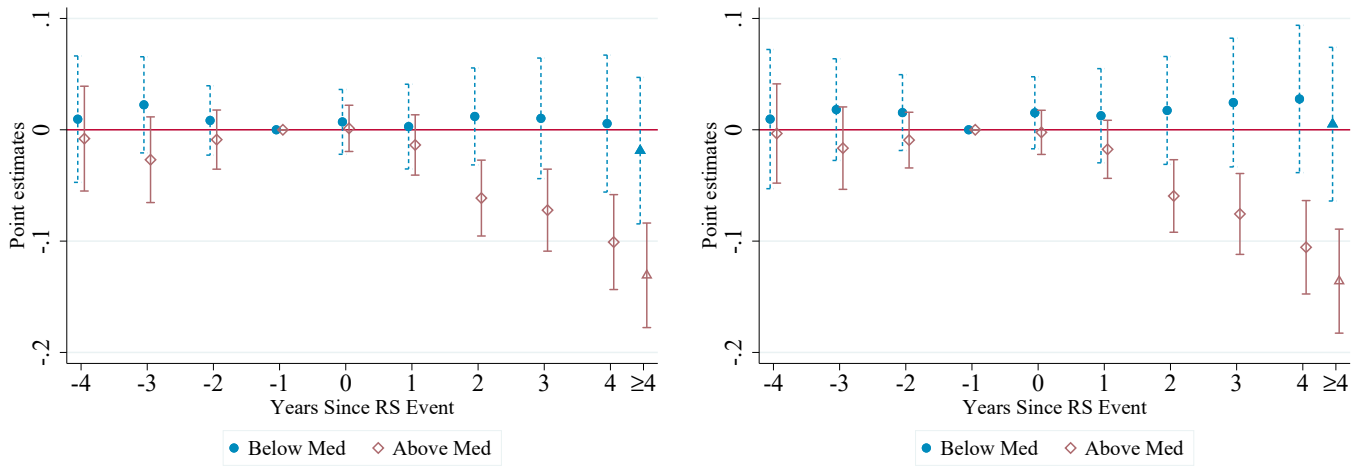 .1
0
-.1
-.2
Point estimates
-4 -3 -2 -1 0 1 2 3 4 ≥4
Years Since RS Event
Below Med Above Med
.1
0
-.1
-.2
Point estimates
-4 -3 -2 -1 0 1 2 3 4 ≥4
Years Since RS Event
Below Med Above Med